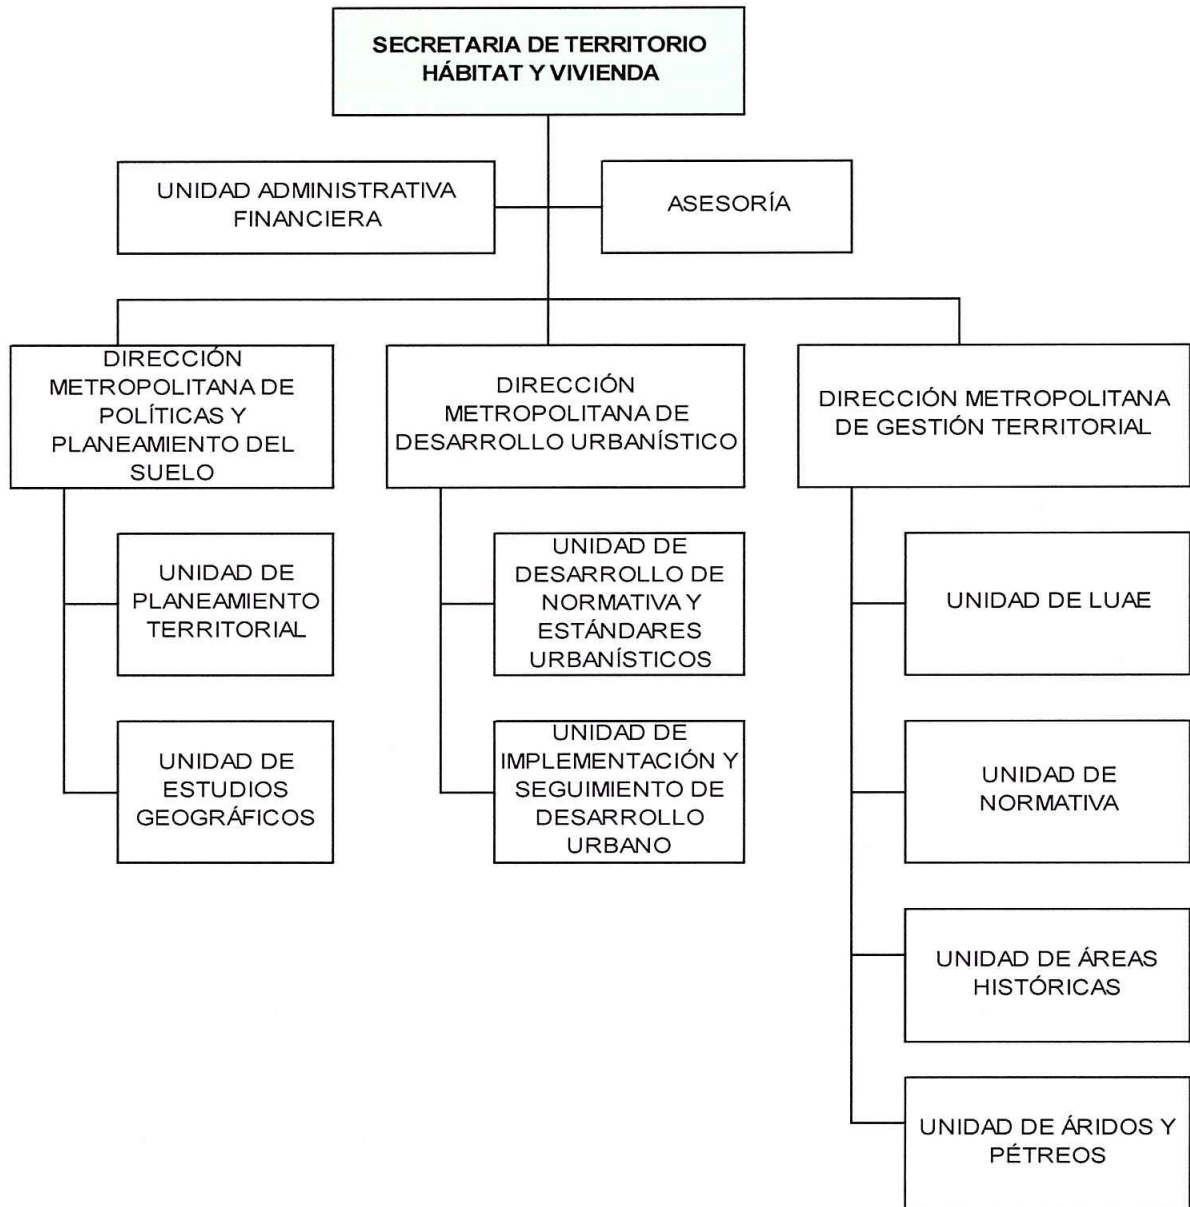 SECRETARIA DE TERRITORIO
HÁBITAT Y VIVIENDA
UNIDAD ADMINISTRATIVA
FINANCIERA
ASESORÍA
DIRECCIÓN
METROPOLITANA DE
POLÍTICAS Y
PLANEAMIENTO DEL
SUELO
DIRECCIÓN
METROPOLITANA DE
DESARROLLO URBANÍSTICO
DIRECCIÓN METROPOLITANA
DE GESTIÓN TERRITORIAL
UNIDAD DE
PLANEAMIENTO
TERRITORIAL
UNIDAD DE
DESARROLLO DE
NORMATIVA Y
ESTÁNDARES
URBANÍSTICOS
UNIDAD DE LUAE
UNIDAD DE
ESTUDIOS
GEOGRÁFICOS
UNIDAD DE
IMPLEMENTACIÓN Y
SEGUIMIENTO DE
DESARROLLO
URBANO
UNIDAD DE
NORMATIVA
UNIDAD DE ÁREAS
HISTÓRICAS
UNIDAD DE ÁRIDOS Y
PÉTREOS